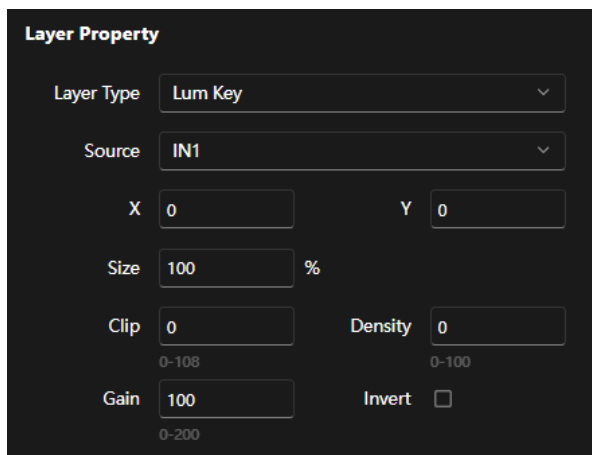 Layer Property
Layer Type Lum Key
Source IN1
X 0 Y 0
Size 100 %
Clip 0 Density 0
0-108 0-100
Gain 100 Invert
0-200